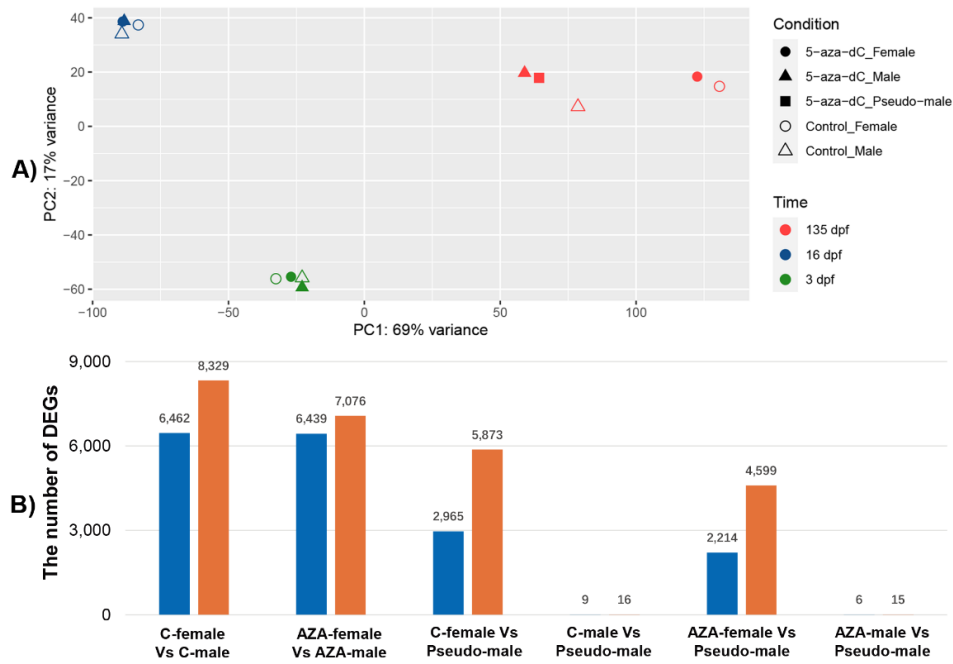 A)
PC2: 17% variance
40
20
0
−20
−40
−60
−100
−50
0
50
100
PC1: 69% variance
Condition
5−aza−dC_Female
5−aza−dC_Male
5−aza−dC_Pseudo−male
Control_Female
Control_Male
Time
135 dpf
16 dpf
3 dpf
B)
The number of DEGs
9,000
6,000
3,000
0
6,462
8,329
6,439
7,076
2,965
5,873
9
16
2,214
4,599
6
15
C-female
Vs C-male
AZA-female
Vs AZA-male
C-female Vs
Pseudo-male
C-male Vs
Pseudo-male
AZA-female Vs
Pseudo-male
AZA-male Vs
Pseudo-male